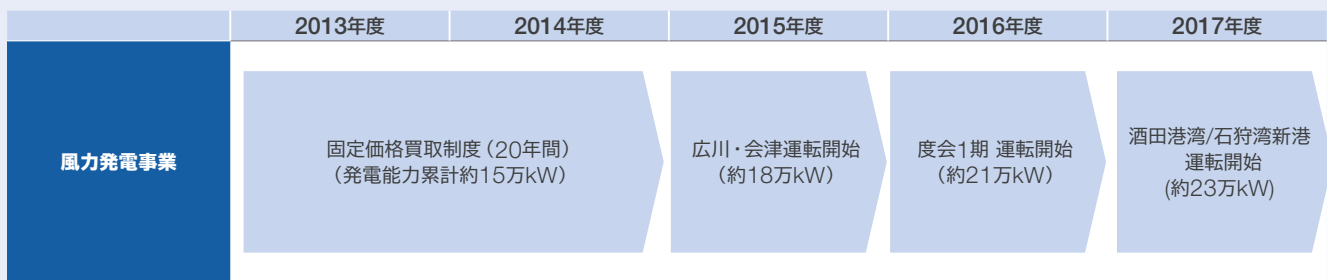 2013年度
2014年度
2015年度
2016年度
2017年度
風力発電事業
固定価格買取制度（20年間）
（発電能力累計約15万kW）
広川・会津運転開始
（約18万kW）
度会1期 運転開始
（約21万kW）
酒田港湾/石狩湾新港
運転開始
(約23万kW)